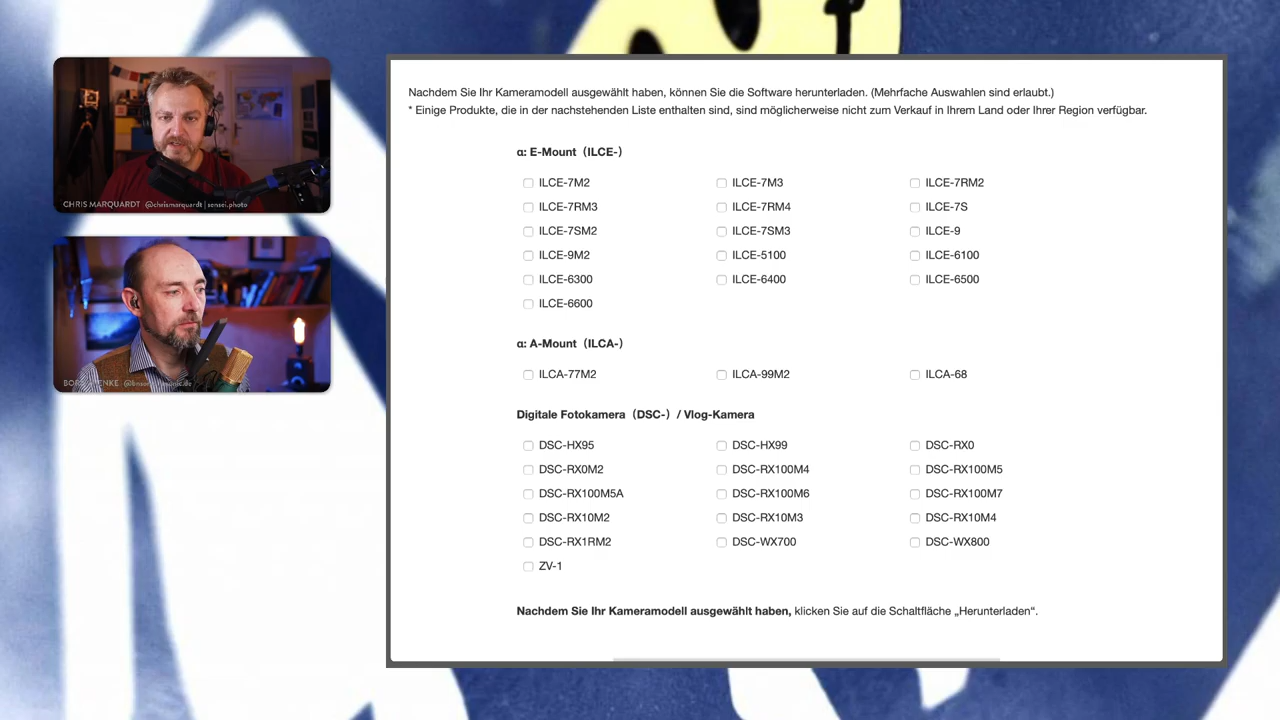 Nachdem Sie Ihr Kameramodell ausgewählt haben, können Sie die Software herunterladen. (Mehrfache Auswahlen sind erlaubt.)
* Einige Produkte, die in der nachstehenden Liste enthalten sind, sind möglicherweise nicht zum Verkauf in Ihrem Land oder Ihrer Region verfügbar.
α: E-Mount（ILCE-）
ILCE-7M2 ILCE-7M3 ILCE-7RM2
ILCE-7RM3 ILCE-7RM4 ILCE-7S
ILCE-7SM2 ILCE-7SM3 ILCE-9
ILCE-9M2 ILCE-5100 ILCE-6100
ILCE-6300 ILCE-6400 ILCE-6500
ILCE-6600
α: A-Mount（ILCA-）
ILCA-77M2 ILCA-99M2 ILCA-68
Digitale Fotokamera（DSC-）/ Vlog-Kamera
DSC-HX95 DSC-HX99 DSC-RX0
DSC-RX0M2 DSC-RX100M4 DSC-RX100M5
DSC-RX100M5A DSC-RX100M6 DSC-RX100M7
DSC-RX10M2 DSC-RX10M3 DSC-RX10M4
DSC-RX1RM2 DSC-WX700 DSC-WX800
ZV-1
Nachdem Sie Ihr Kameramodell ausgewählt haben, klicken Sie auf die Schaltfläche „Herunterladen“.
CHRIS MARQUARDT @chrismarquardt | sensei.photo